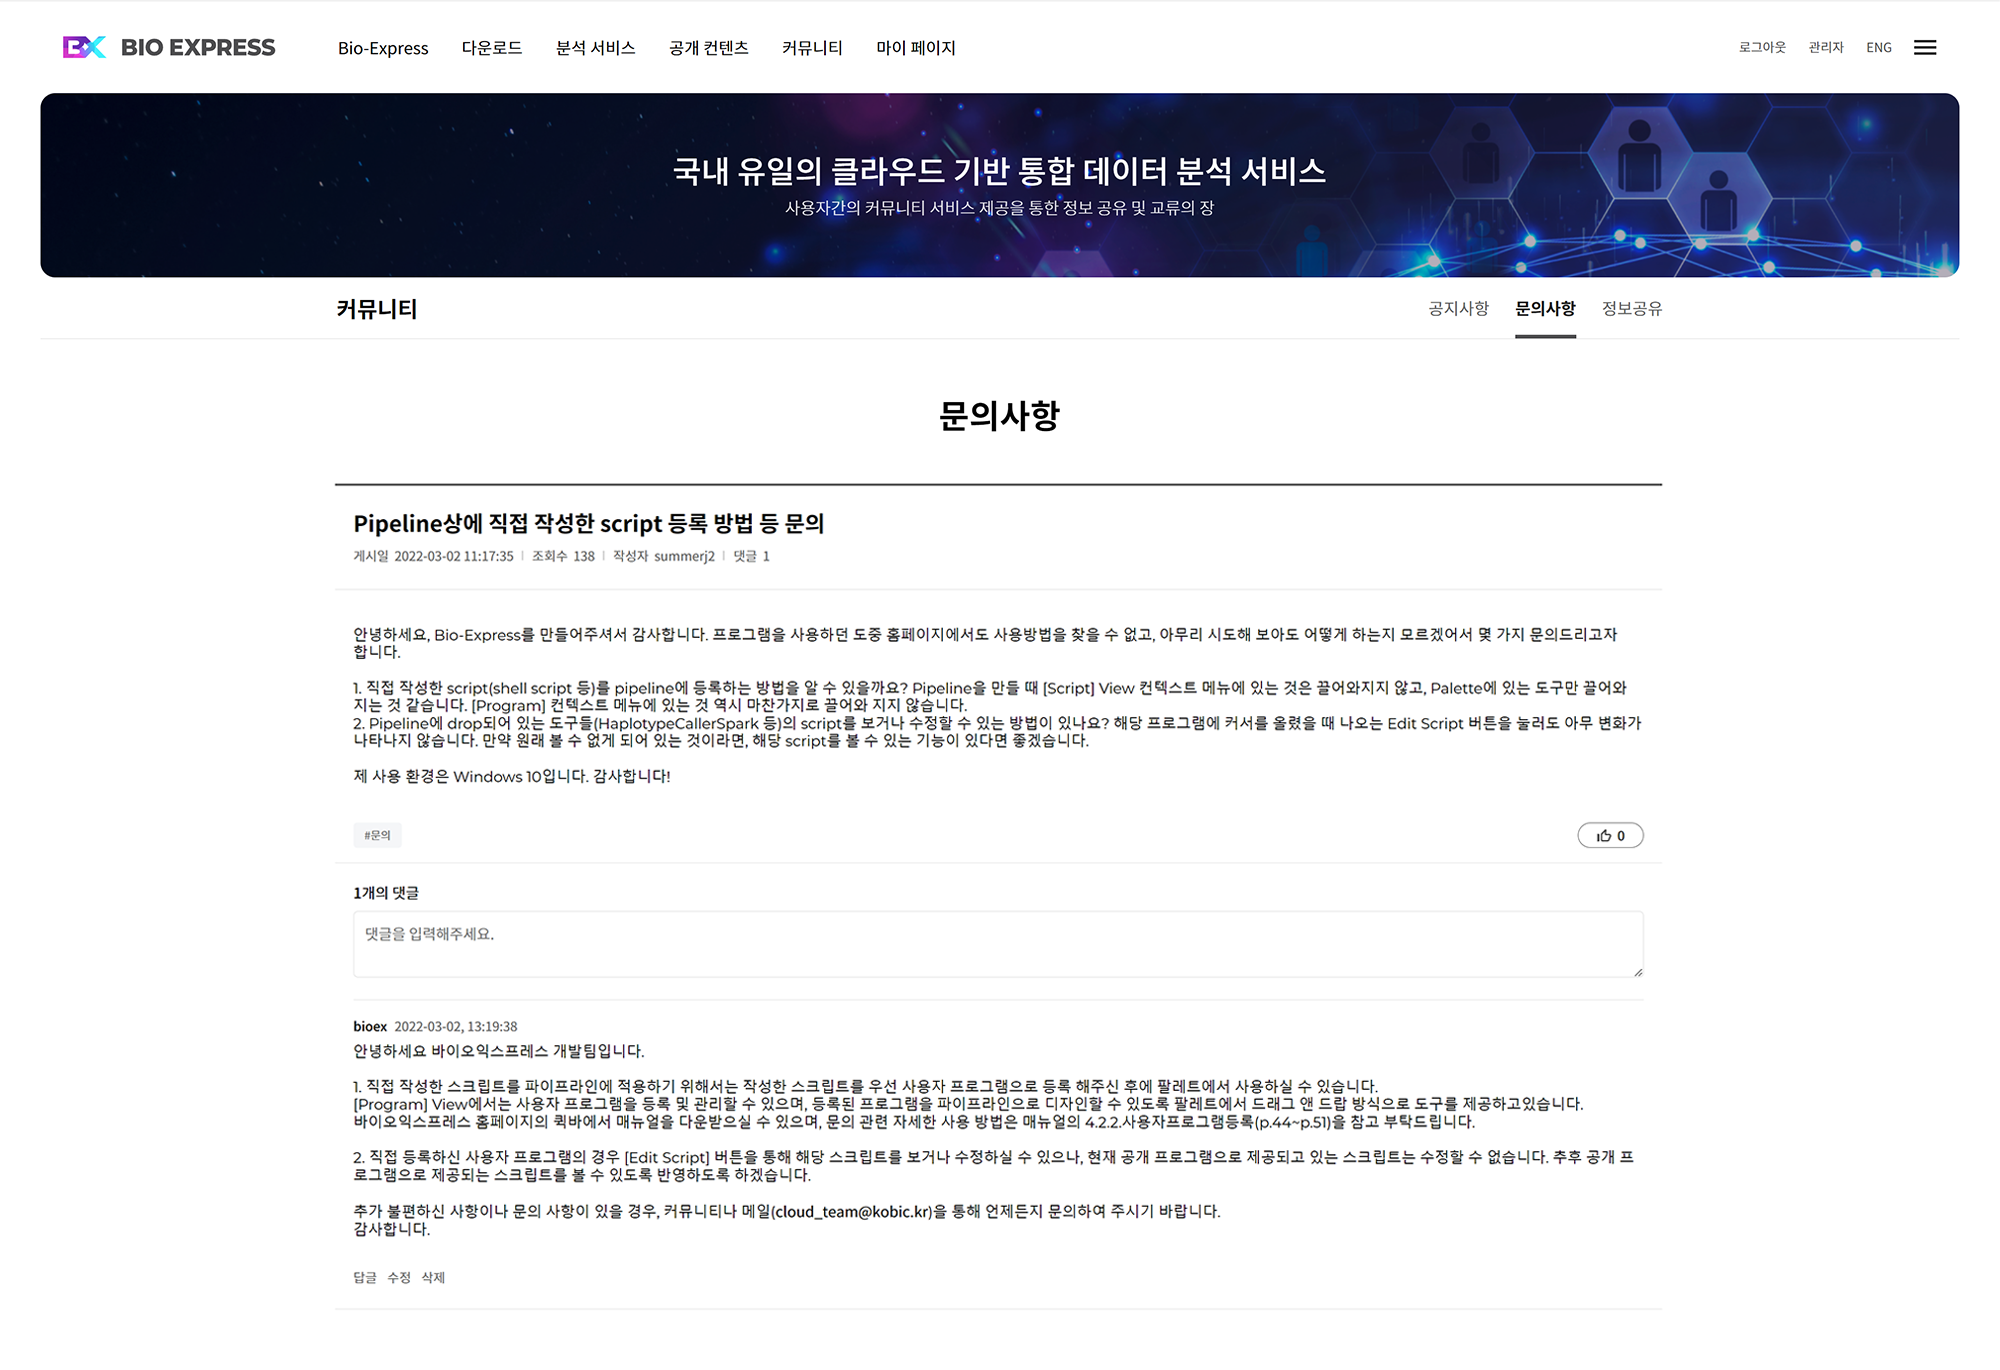 BX BIO EXPRESS
Bio-Express 다운로드 분석 서비스 공개 컨텐츠 커뮤니티 마이 페이지
로그아웃 관리자 ENG
국내 유일의 클라우드 기반 통합 데이터 분석 서비스
사용자간의 커뮤니티 서비스 제공을 통한 정보 공유 및 교류의 장
커뮤니티
공지사항 문의사항 정보공유
문의사항
Pipeline상에 직접 작성한 script 등록 방법 등 문의
게시일 2022-03-02 11:17:35 | 조회수 138 | 작성자 summerj2 | 댓글 1
안녕하세요, Bio-Express를 만들어주셔서 감사합니다. 프로그램을 사용하던 도중 홈페이지에서도 사용방법을 찾을 수 없고, 아무리 시도해 보아도 어떻게 하는지 모르겠어서 몇 가지 문의드리고자
합니다.
1. 직접 작성한 script(shell script 등)를 pipeline에 등록하는 방법을 알 수 있을까요? Pipeline을 만들 때 [Script] View 컨텍스트 메뉴에 있는 것은 끌어와지지 않고, Palette에 있는 도구만 끌어와
지는 것 같습니다. [Program] 컨텍스트 메뉴에 있는 것 역시 마찬가지로 끌어와 지지 않습니다.
2. Pipeline에 drop되어 있는 도구들(HaplotypeCallerSpark 등)의 script를 보거나 수정할 수 있는 방법이 있나요? 해당 프로그램에 커서를 올렸을 때 나오는 Edit Script 버튼을 눌러도 아무 변화가
나타나지 않습니다. 만약 원래 볼 수 없게 되어 있는 것이라면, 해당 script를 볼 수 있는 기능이 있다면 좋겠습니다.
제 사용 환경은 Windows 10입니다. 감사합니다!
#문의
0
1개의 댓글
댓글을 입력해주세요.
bioex 2022-03-02, 13:19:38
안녕하세요 바이오익스프레스 개발팀입니다.
1. 직접 작성한 스크립트를 파이프라인에 적용하기 위해서는 작성한 스크립트를 우선 사용자 프로그램으로 등록 해주신 후에 팔레트에서 사용하실 수 있습니다.
[Program] View에서는 사용자 프로그램을 등록 및 관리할 수 있으며, 등록된 프로그램을 파이프라인으로 디자인할 수 있도록 팔레트에서 드래그 앤 드랍 방식으로 도구를 제공하고있습니다.
바이오익스프레스 홈페이지의 퀵바에서 매뉴얼을 다운받으실 수 있으며, 문의 관련 자세한 사용 방법은 매뉴얼의 4.2.2.사용자프로그램등록(p.44~p.51)을 참고 부탁드립니다.
2. 직접 등록하신 사용자 프로그램의 경우 [Edit Script] 버튼을 통해 해당 스크립트를 보거나 수정하실 수 있으나, 현재 공개 프로그램으로 제공되고 있는 스크립트는 수정할 수 없습니다. 추후 공개 프
로그램으로 제공되는 스크립트를 볼 수 있도록 반영하도록 하겠습니다.
추가 불편하신 사항이나 문의 사항이 있을 경우, 커뮤니티나 메일(cloud_team@kobic.kr)을 통해 언제든지 문의하여 주시기 바랍니다.
감사합니다.
답글 수정 삭제